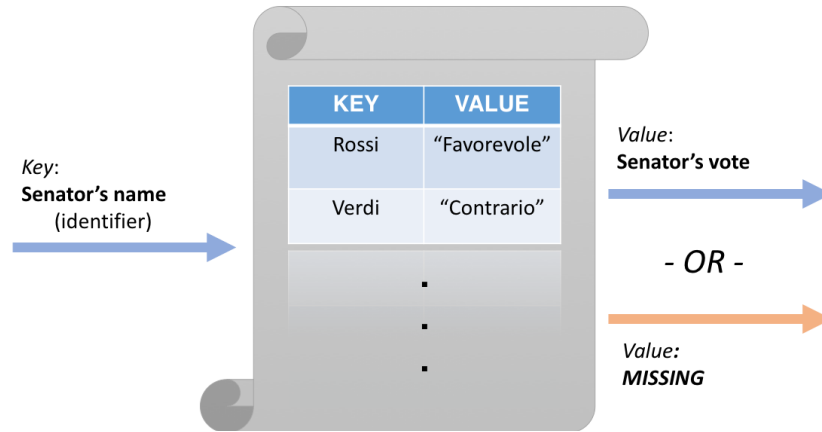 Key:
Senator's name
(identifier)
KEY VALUE
Rossi “Favorevole”
Verdi “Contrario”
.
.
.
Value:
Senator's vote
- OR -
Value:
MISSING